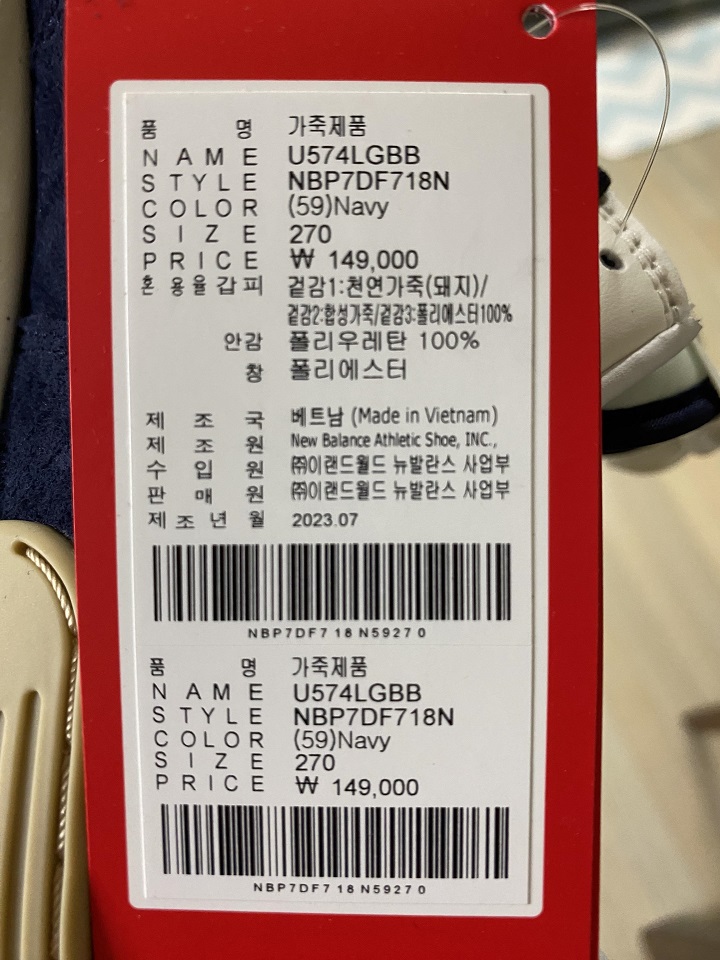 품 명 가죽제품
NAME U574LGBB
STYLE NBP7DF718N
COLOR (59)Navy
SIZE 270
PRICE ₩ 149,000
혼용율갑피 겉감1:천연가죽(돼지)/
겉감2:합성가죽/겉감3:폴리에스터100%
안감 폴리우레탄 100%
창 폴리에스터
제 조 국 베트남 (Made in Vietnam)
제 조 원 New Balance Athletic Shoe, INC.,
수 입 원 ㈜이랜드월드 뉴발란스 사업부
판 매 원 ㈜이랜드월드 뉴발란스 사업부
제 조 년 월 2023.07
NBP7DF718N59270
품 명 가죽제품
NAME U574LGBB
STYLE NBP7DF718N
COLOR (59)Navy
SIZE 270
PRICE ₩ 149,000
NBP7DF718N59270